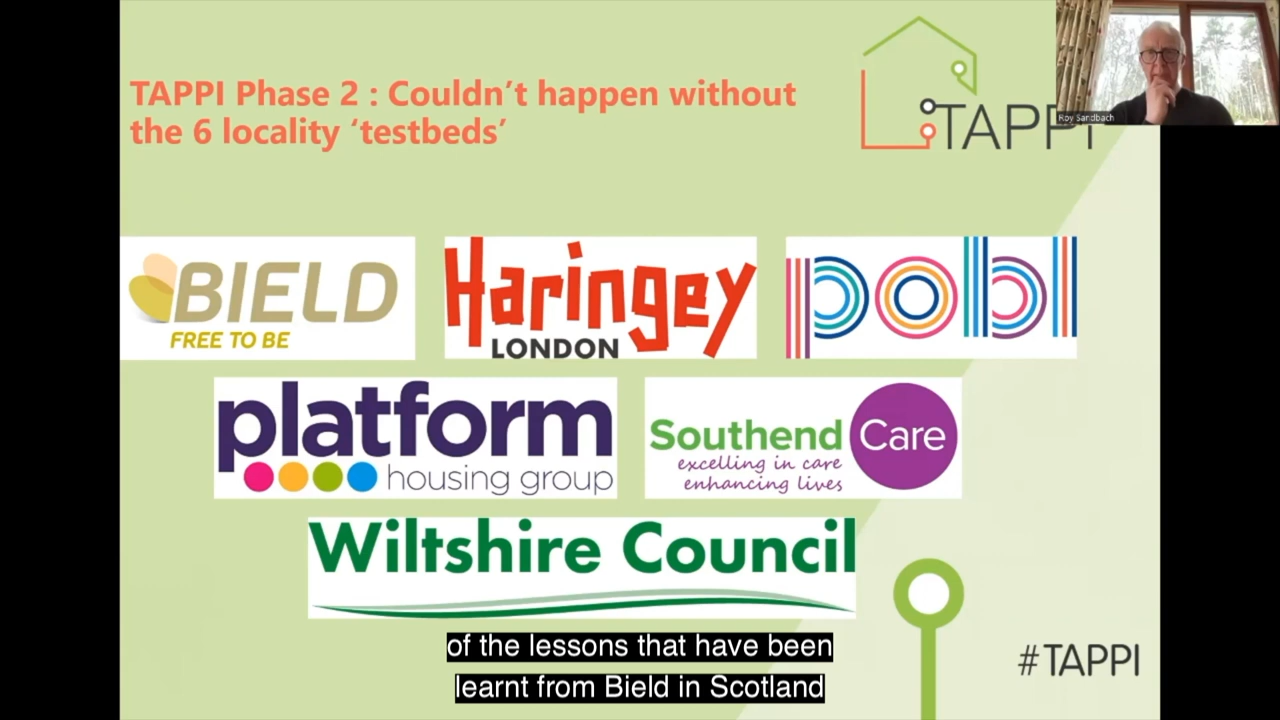 TAPPI Phase 2 : Couldn’t happen without
the 6 locality ‘testbeds’
TAPPI
Roy Sandbach
BIELD
FREE TO BE
Haringey
LONDON
pobl
platform
housing group
Southend Care
excelling in care
enhancing lives
Wiltshire Council
of the lessons that have been
learnt from Bield in Scotland
#TAPPI